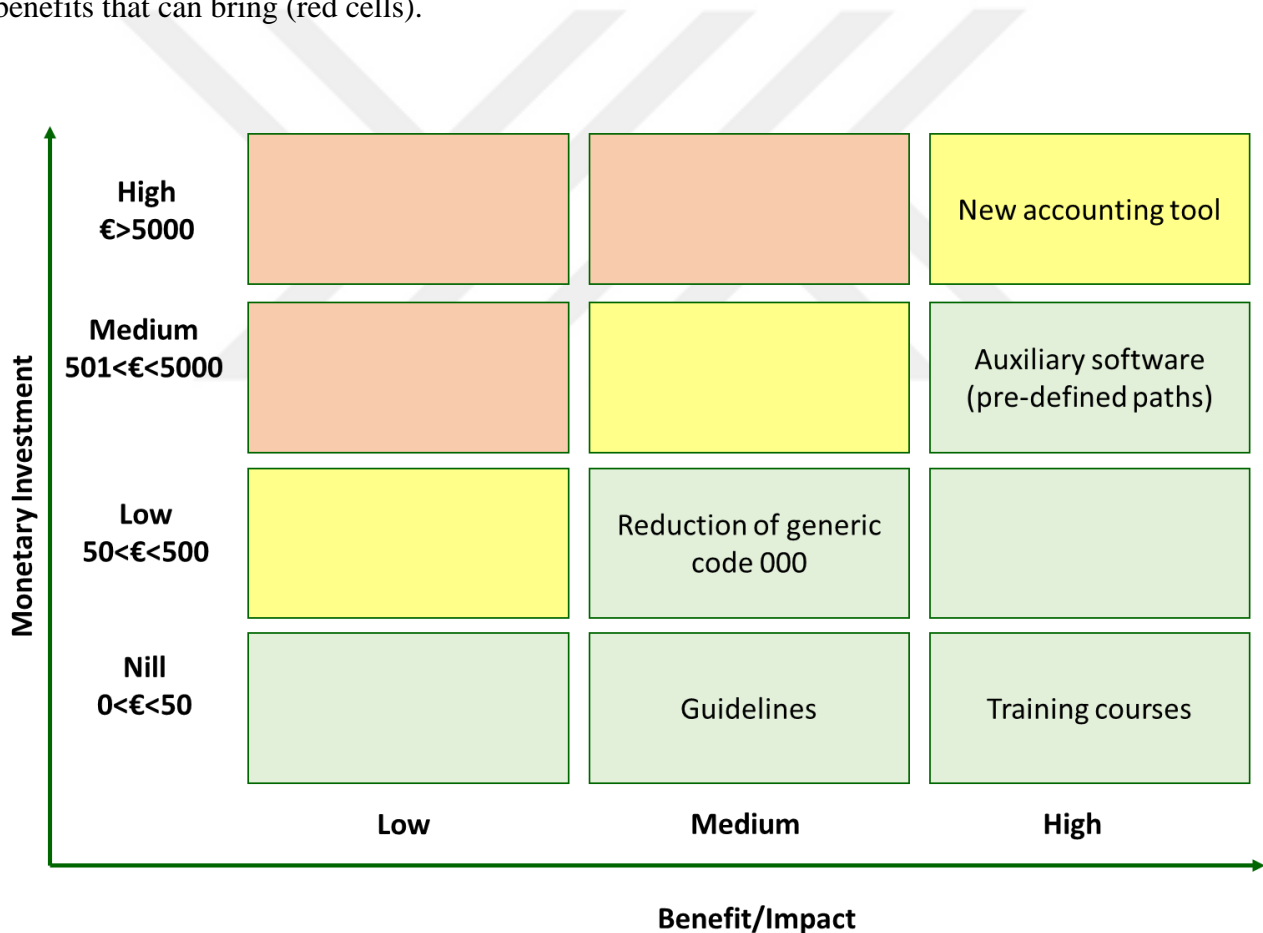 benefits that can bring (red cells).
High
€>5000
New accounting tool
Medium
501<€<5000
Auxiliary software
(pre-defined paths)
Monetary Investment
Low
50<€<500
Reduction of generic
code 000
Nill
0<€<50
Guidelines
Training courses
Low
Medium
High
Benefit/Impact